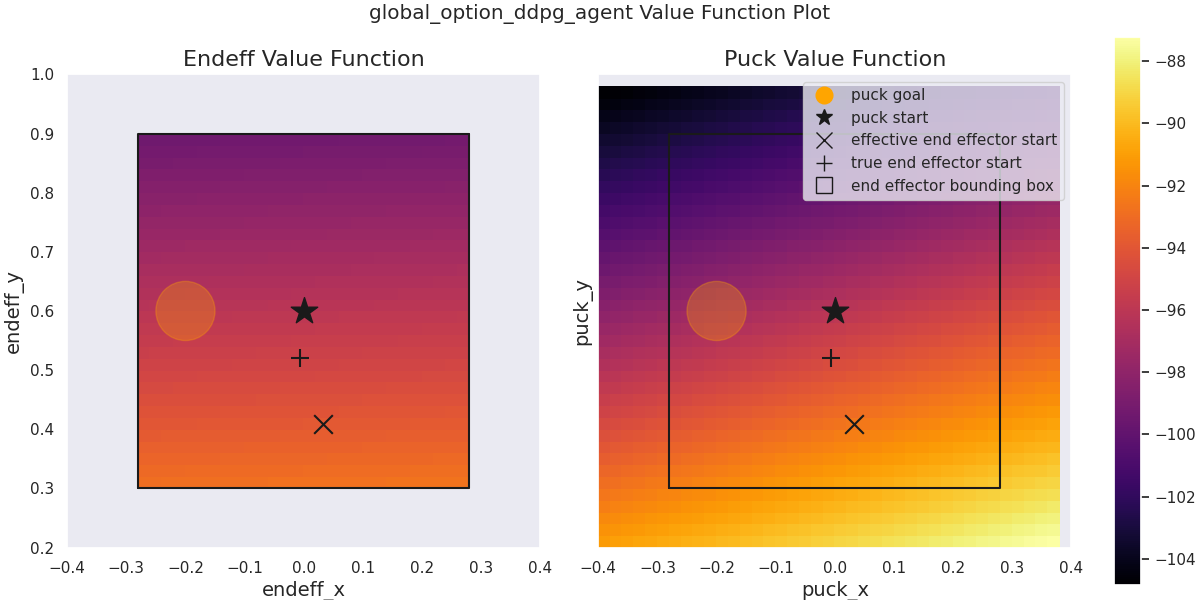 global_option_ddpg_agent Value Function Plot
Endeff Value Function
1.0
0.9
0.8
0.7
0.6
0.5
0.4
0.3
0.2
endeff_y
−0.4 −0.3 −0.2 −0.1 0.0 0.1 0.2 0.3 0.4
endeff_x
Puck Value Function
puck goal
puck start
effective end effector start
true end effector start
end effector bounding box
puck_y
−0.4 −0.3 −0.2 −0.1 0.0 0.1 0.2 0.3 0.4
puck_x
−88
−90
−92
−94
−96
−98
−100
−102
−104